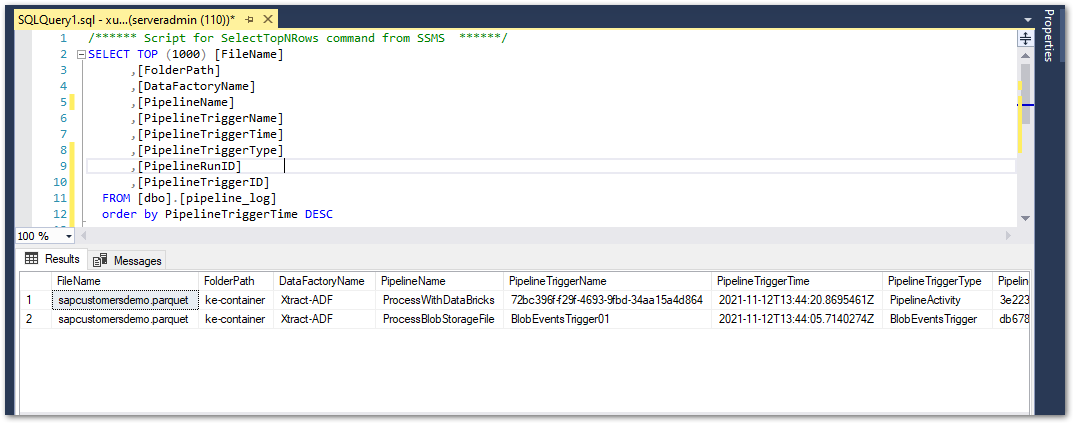 SQLQuery1.sql - xu...(serveradmin (110))*
Properties
1 /****** Script for SelectTopNRows command from SSMS ******/
2 SELECT TOP (1000) [FileName]
3 ,[FolderPath]
4 ,[DataFactoryName]
5 ,[PipelineName]
6 ,[PipelineTriggerName]
7 ,[PipelineTriggerTime]
8 ,[PipelineTriggerType]
9 ,[PipelineRunID]
10 ,[PipelineTriggerID]
11 FROM [dbo].[pipeline_log]
12 order by PipelineTriggerTime DESC
100 %
Results Messages
FileName FolderPath DataFactoryName PipelineName PipelineTriggerName PipelineTriggerTime PipelineTriggerType Pipelin
1 sapcustomersdemo.parquet ke-container Xtract-ADF ProcessWithDataBricks 72bc396f-f29f-4693-9fbd-34aa15a4d864 2021-11-12T13:44:20.8695461Z PipelineActivity 3e223
2 sapcustomersdemo.parquet ke-container Xtract-ADF ProcessBlobStorageFile BlobEventsTrigger01 2021-11-12T13:44:05.7140274Z BlobEventsTrigger db678